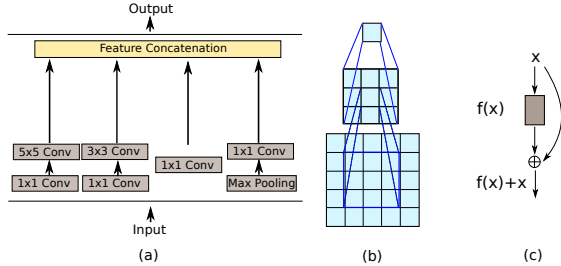 Output
Feature Concatenation
5x5 Conv
3x3 Conv
1x1 Conv
1x1 Conv
1x1 Conv
1x1 Conv
Max Pooling
Input
(a)
(b)
x
f(x)
f(x)+x
(c)